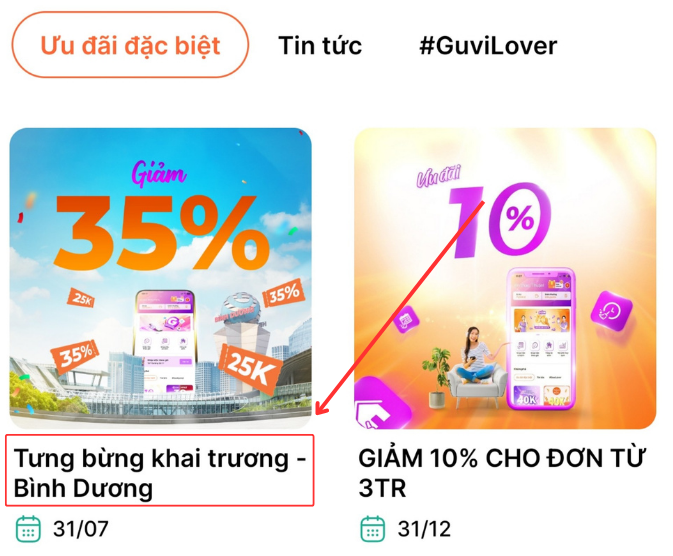 Ưu đãi đặc biệt
Tin tức
#GuviLover
Giảm
35%
25K
35%
35%
25K
Ưu đãi
10%
40K
Tưng bừng khai trương -
Bình Dương
GIẢM 10% CHO ĐƠN TỪ
3TR
31/07
31/12